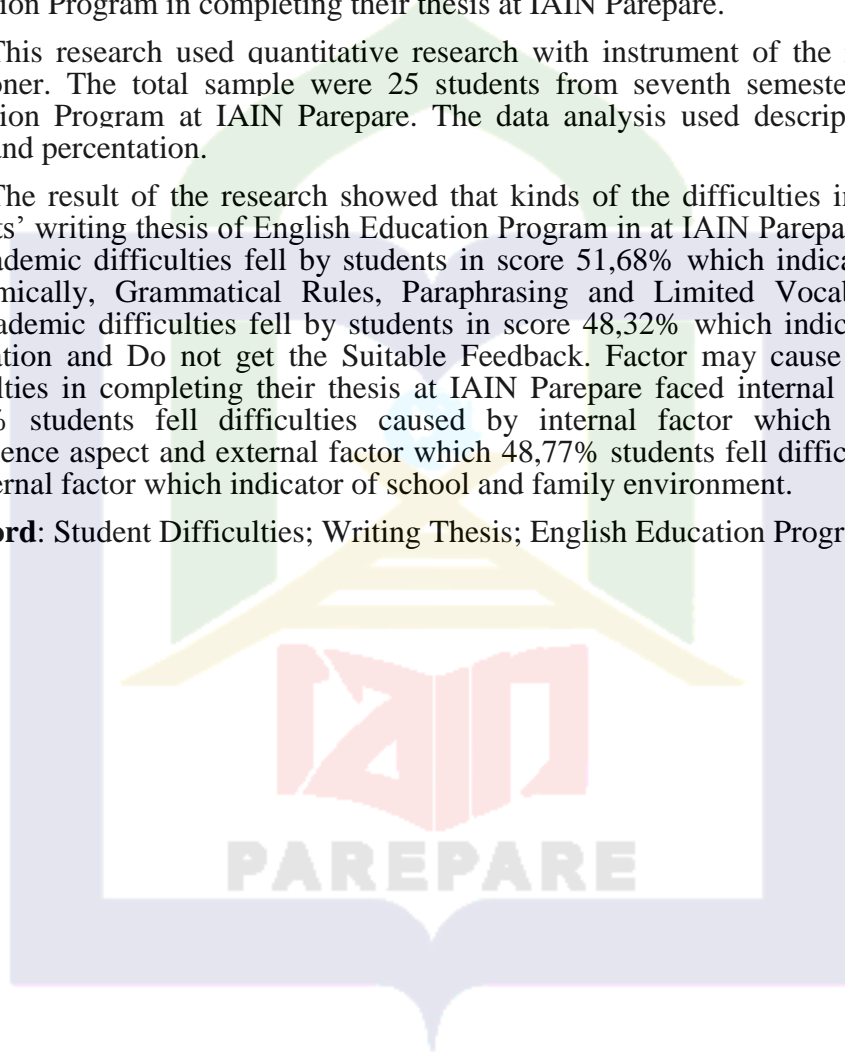 ion Program in completing their thesis at IAIN Parepare.
This research used quantitative research with instrument of the
oner. The total sample were 25 students from seventh semeste
ion Program at IAIN Parepare. The data analysis used descrip
and percentation.
The result of the research showed that kinds of the difficulties in
ts' writing thesis of English Education Program in at IAIN Parepa
ademic difficulties fell by students in score 51,68% which indica
mically, Grammatical Rules, Paraphrasing and Limited Vocab
ademic difficulties fell by students in score 48,32% which indic
ation and Do not get the Suitable Feedback. Factor may cause
lties in completing their thesis at IAIN Parepare faced internal
% students fell difficulties caused by internal factor which
ence aspect and external factor which 48,77% students fell diffic
ernal factor which indicator of school and family environment.
ord: Student Difficulties; Writing Thesis; English Education Progr
IAIN
PAREPARE